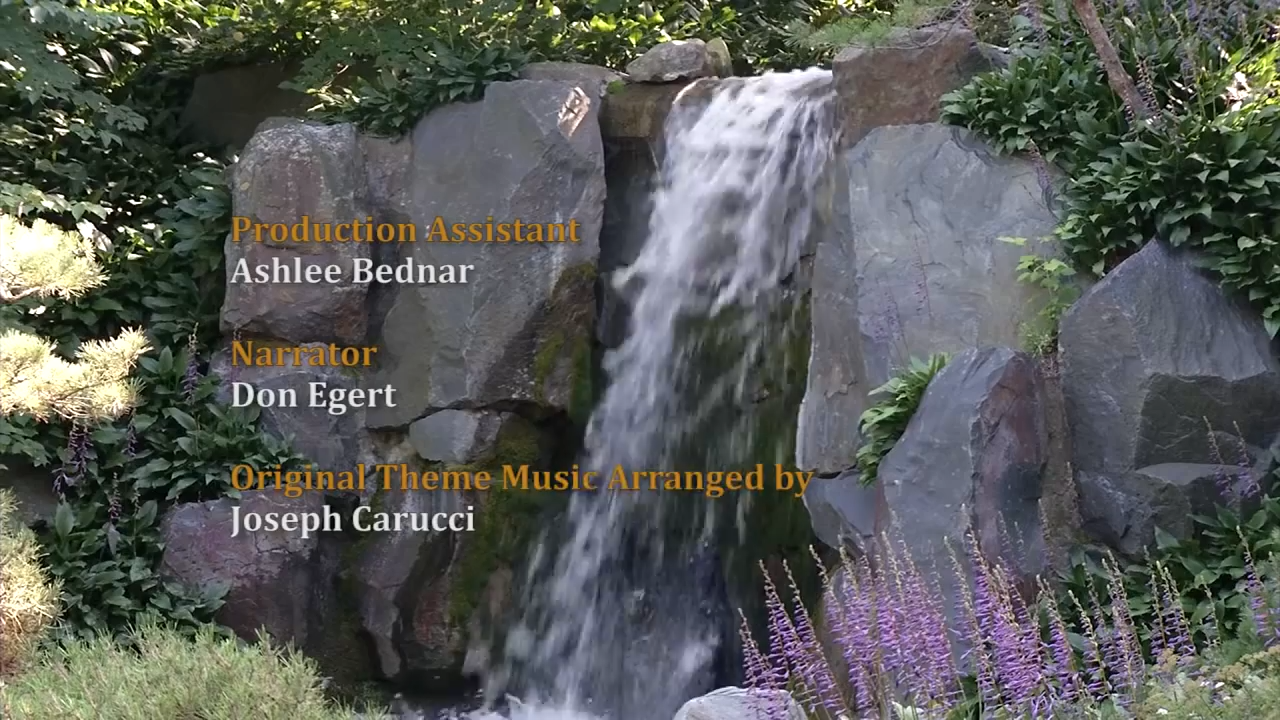 Production Assistant
Ashlee Bednar
Narrator
Don Egert
Original Theme Music Arranged by
Joseph Carucci